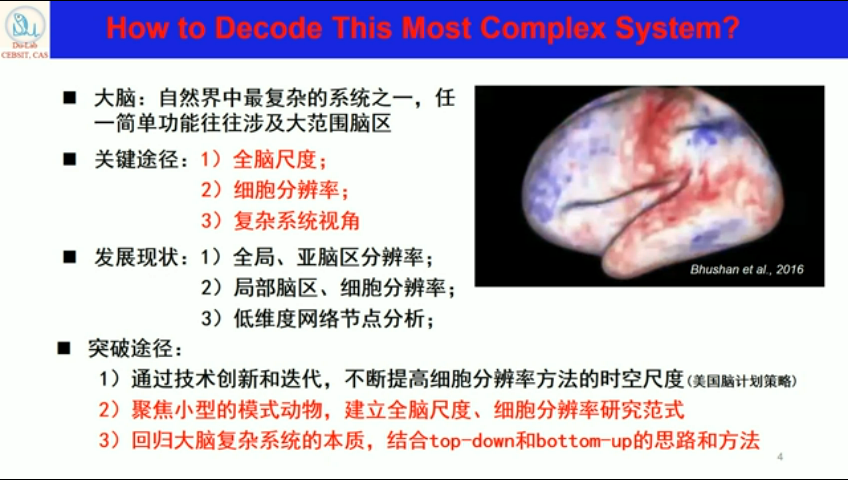 How to Decode This Most Complex System?
Du-Lab
CEBSIT, CAS
■ 大脑：自然界中最复杂的系统之一，任
一简单功能往往涉及大范围脑区
■ 关键途径：1）全脑尺度；
2）细胞分辨率；
3）复杂系统视角
■ 发展现状：1）全局、亚脑区分辨率；
2）局部脑区、细胞分辨率；
3）低维度网络节点分析；
Bhushan et al., 2016
■ 突破途径：
1）通过技术创新和迭代，不断提高细胞分辨率方法的时空尺度(美国脑计划策略)
2）聚焦小型的模式动物，建立全脑尺度、细胞分辨率研究范式
3）回归大脑复杂系统的本质，结合top-down和bottom-up的思路和方法
4